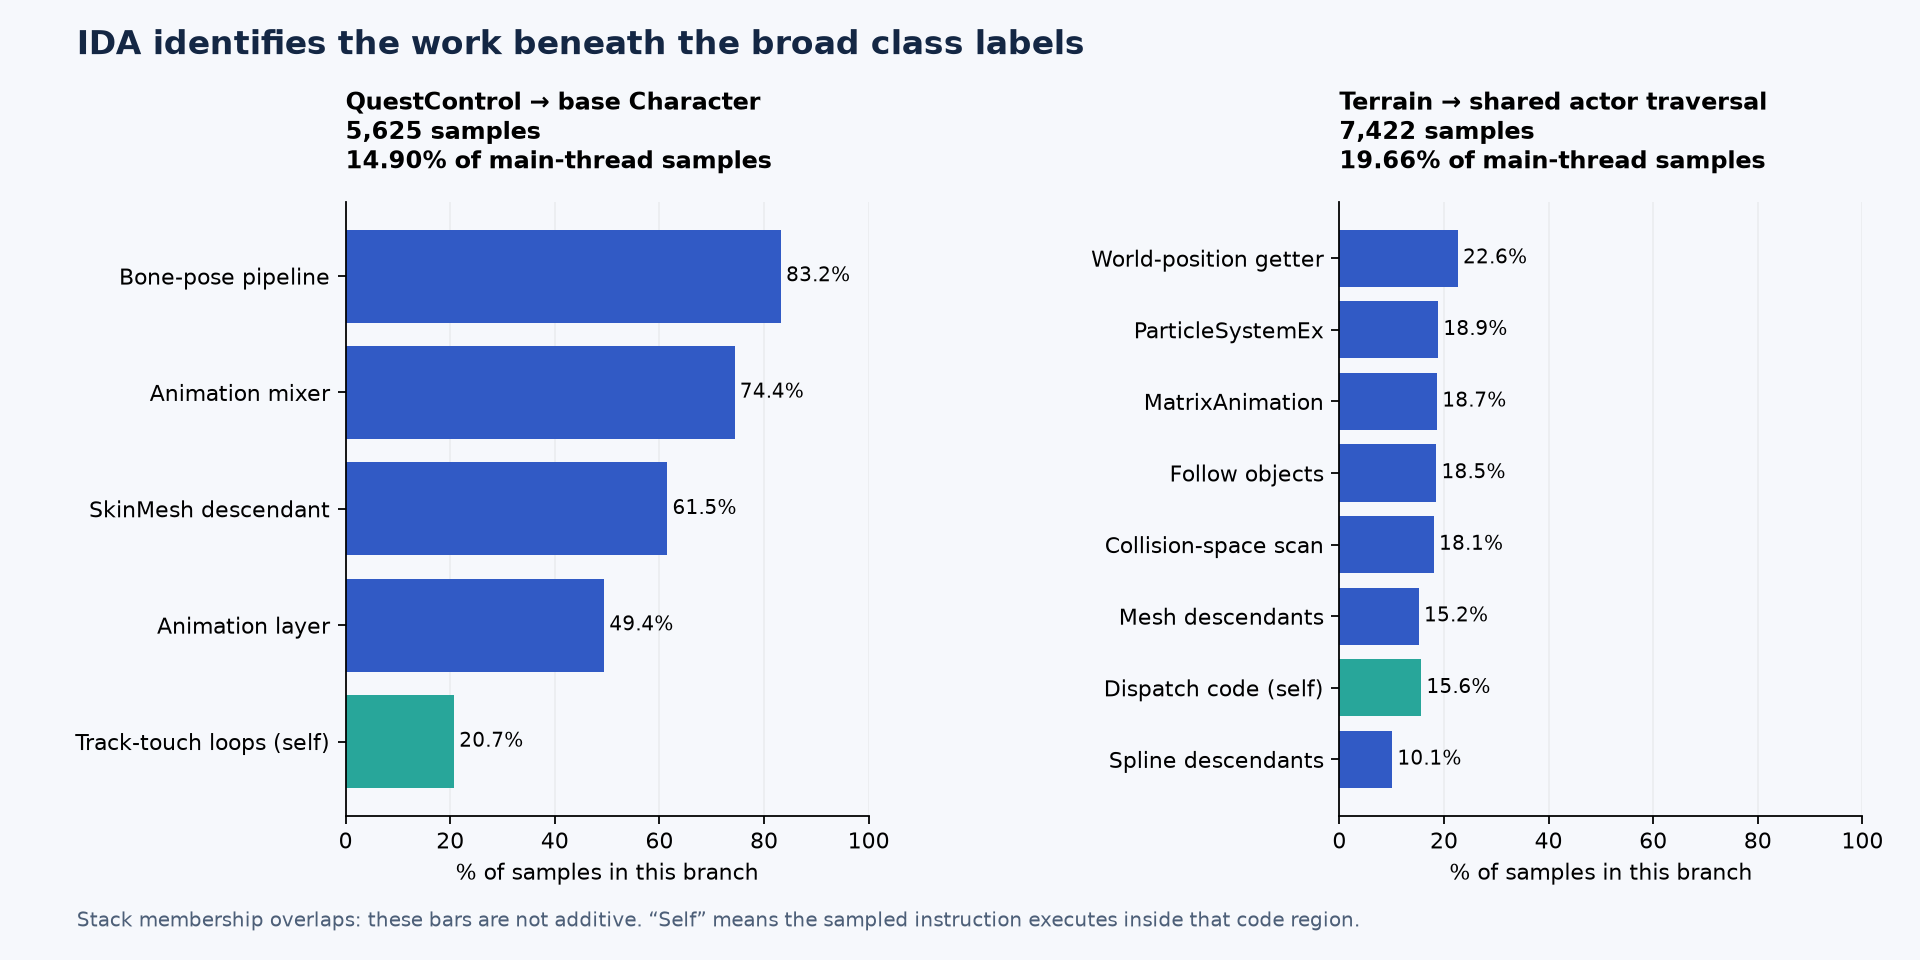 IDA identifies the work beneath the broad class labels
QuestControl → base Character
5,625 samples
14.90% of main-thread samples
Bone-pose pipeline
83.2%
Animation mixer
74.4%
SkinMesh descendant
61.5%
Animation layer
49.4%
Track-touch loops (self)
20.7%
0 20 40 60 80 100
% of samples in this branch
Terrain → shared actor traversal
7,422 samples
19.66% of main-thread samples
World-position getter
22.6%
ParticleSystemEx
18.9%
MatrixAnimation
18.7%
Follow objects
18.5%
Collision-space scan
18.1%
Mesh descendants
15.2%
Dispatch code (self)
15.6%
Spline descendants
10.1%
0 20 40 60 80 100
% of samples in this branch
Stack membership overlaps: these bars are not additive. “Self” means the sampled instruction executes inside that code region.